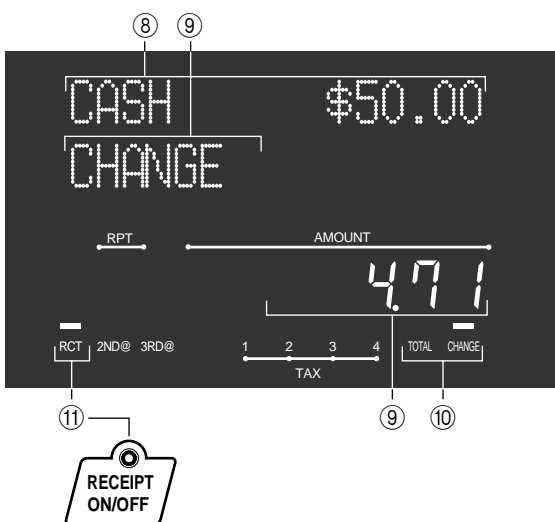 ⑧ ⑨
CASH $50.00
CHANGE
RPT AMOUNT
4.71
RCT 2ND@ 3RD@ 1 2 3 4 TOTAL CHANGE
TAX
⑪ ⑨ ⑩
RECEIPT
ON/OFF